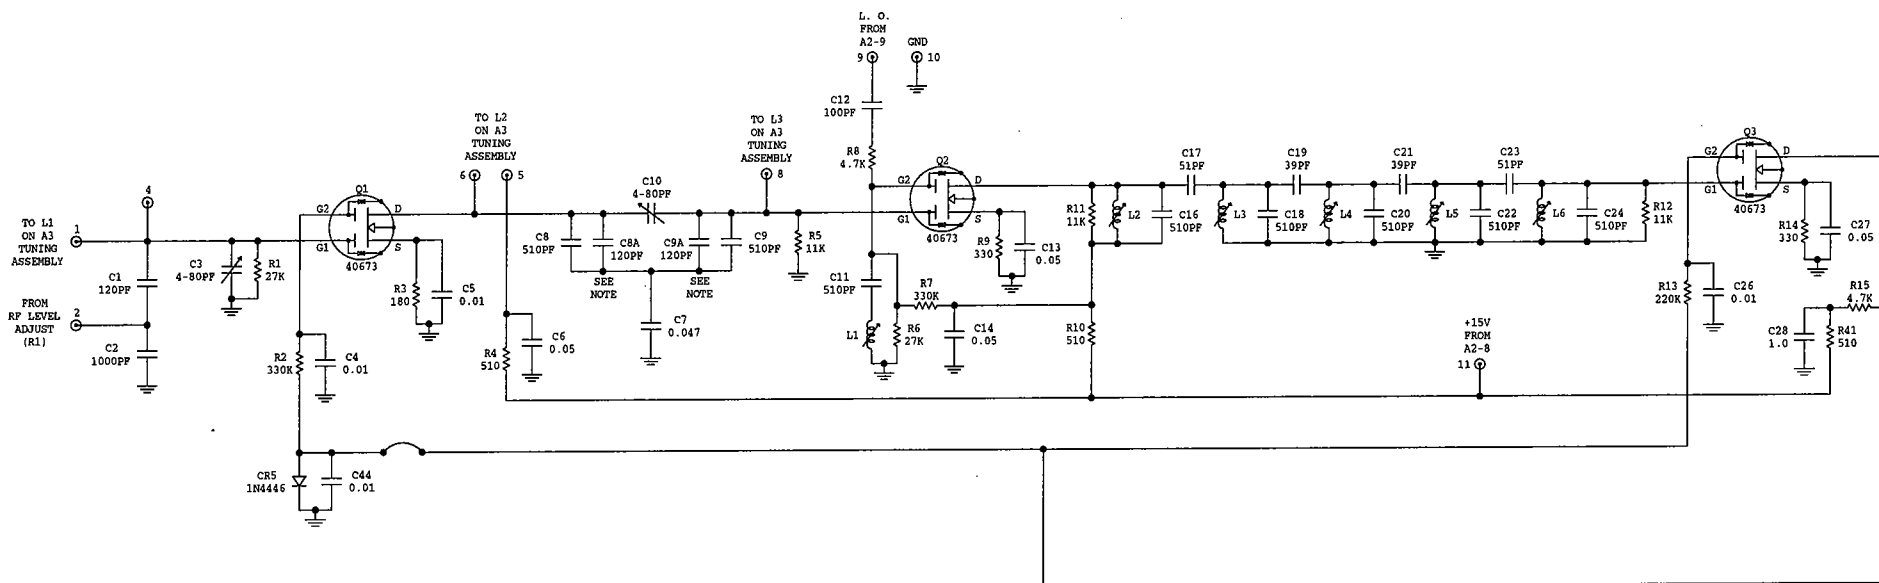 L. O.
FROM
A2-9
9
GND
10
C12
100PF
R8
4.7K
TO L2
ON A3
TUNING
ASSEMBLY
6
5
TO L3
ON A3
TUNING
ASSEMBLY
8
4
TO L1
ON A3
TUNING
ASSEMBLY
1
FROM
RF LEVEL
ADJUST
(R1)
2
C1
120PF
C2
1000PF
C3
4-80PF
R1
27K
Q1
G2
D
G1
S
40673
R3
180
C5
0.01
R2
330K
C4
0.01
CR5
1N4446
C44
0.01
R4
510
C6
0.05
C8
510PF
C8A
120PF
SEE
NOTE
C10
4-80PF
C9A
120PF
SEE
NOTE
C9
510PF
C7
0.047
R5
11K
Q2
G2
D
G1
S
40673
R9
330
C13
0.05
C11
510PF
L1
R7
330K
R6
27K
C14
0.05
R11
11K
R10
510
L2
C16
510PF
C17
51PF
L3
C18
510PF
C19
39PF
L4
C20
510PF
C21
39PF
L5
C22
510PF
C23
51PF
L6
C24
510PF
R12
11K
+15V
FROM
A2-8
11
Q3
G2
D
G1
S
40673
R14
330
C27
0.05
R13
220K
C26
0.01
R15
4.7K
C28
1.0
R41
510